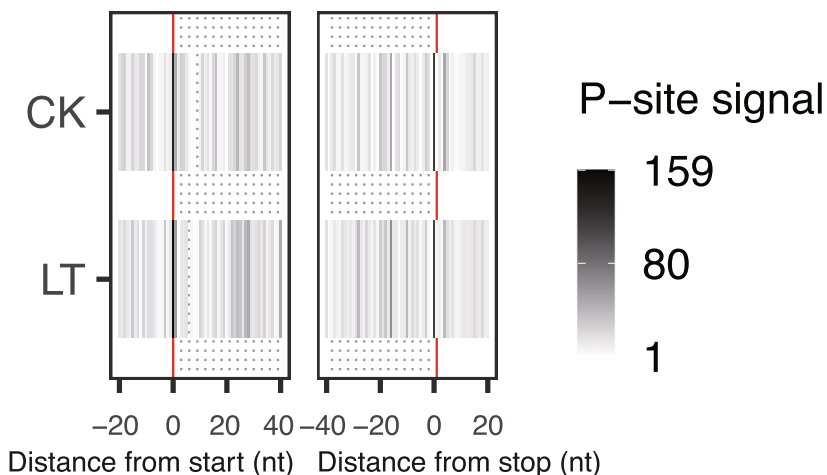 CK
LT
−20 0 20 40
−40 −20 0 20
Distance from start (nt)
Distance from stop (nt)
P−site signal
159
80
1